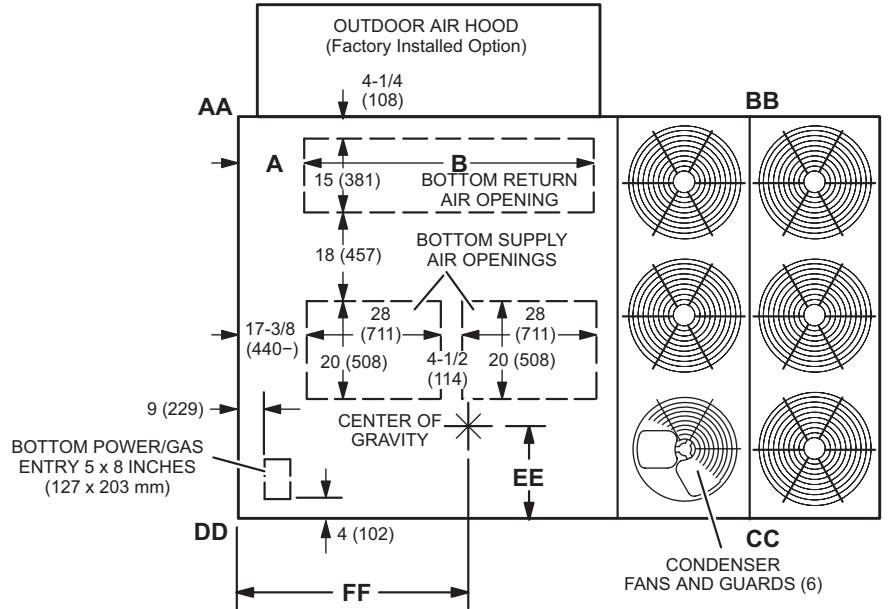 OUTDOOR AIR HOOD
(Factory Installed Option)
4-1/4
(108)
AA
BB
A
B
15 (381)
BOTTOM RETURN
AIR OPENING
18 (457)
BOTTOM SUPPLY
AIR OPENINGS
17-3/8
(440−)
28
(711)
28
(711)
20 (508)
4-1/2
(114)
20 (508)
9 (229)
CENTER OF
GRAVITY
BOTTOM POWER/GAS
ENTRY 5 x 8 INCHES
(127 x 203 mm)
EE
DD
4 (102)
CC
FF
CONDENSER
FANS AND GUARDS (6)